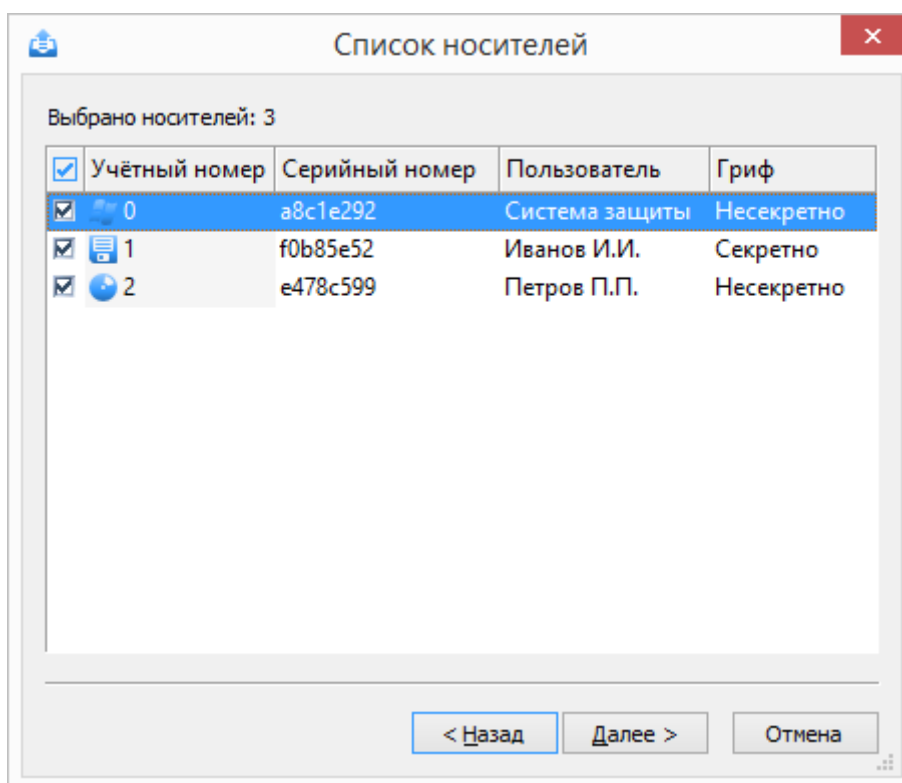 Список носителей
Выбрано носителей: 3
Учётный номер Серийный номер Пользователь Гриф
0 a8c1e292 Система защиты Несекретно
1 f0b85e52 Иванов И.И. Секретно
2 e478c599 Петров П.П. Несекретно
< Назад Далее > Отмена